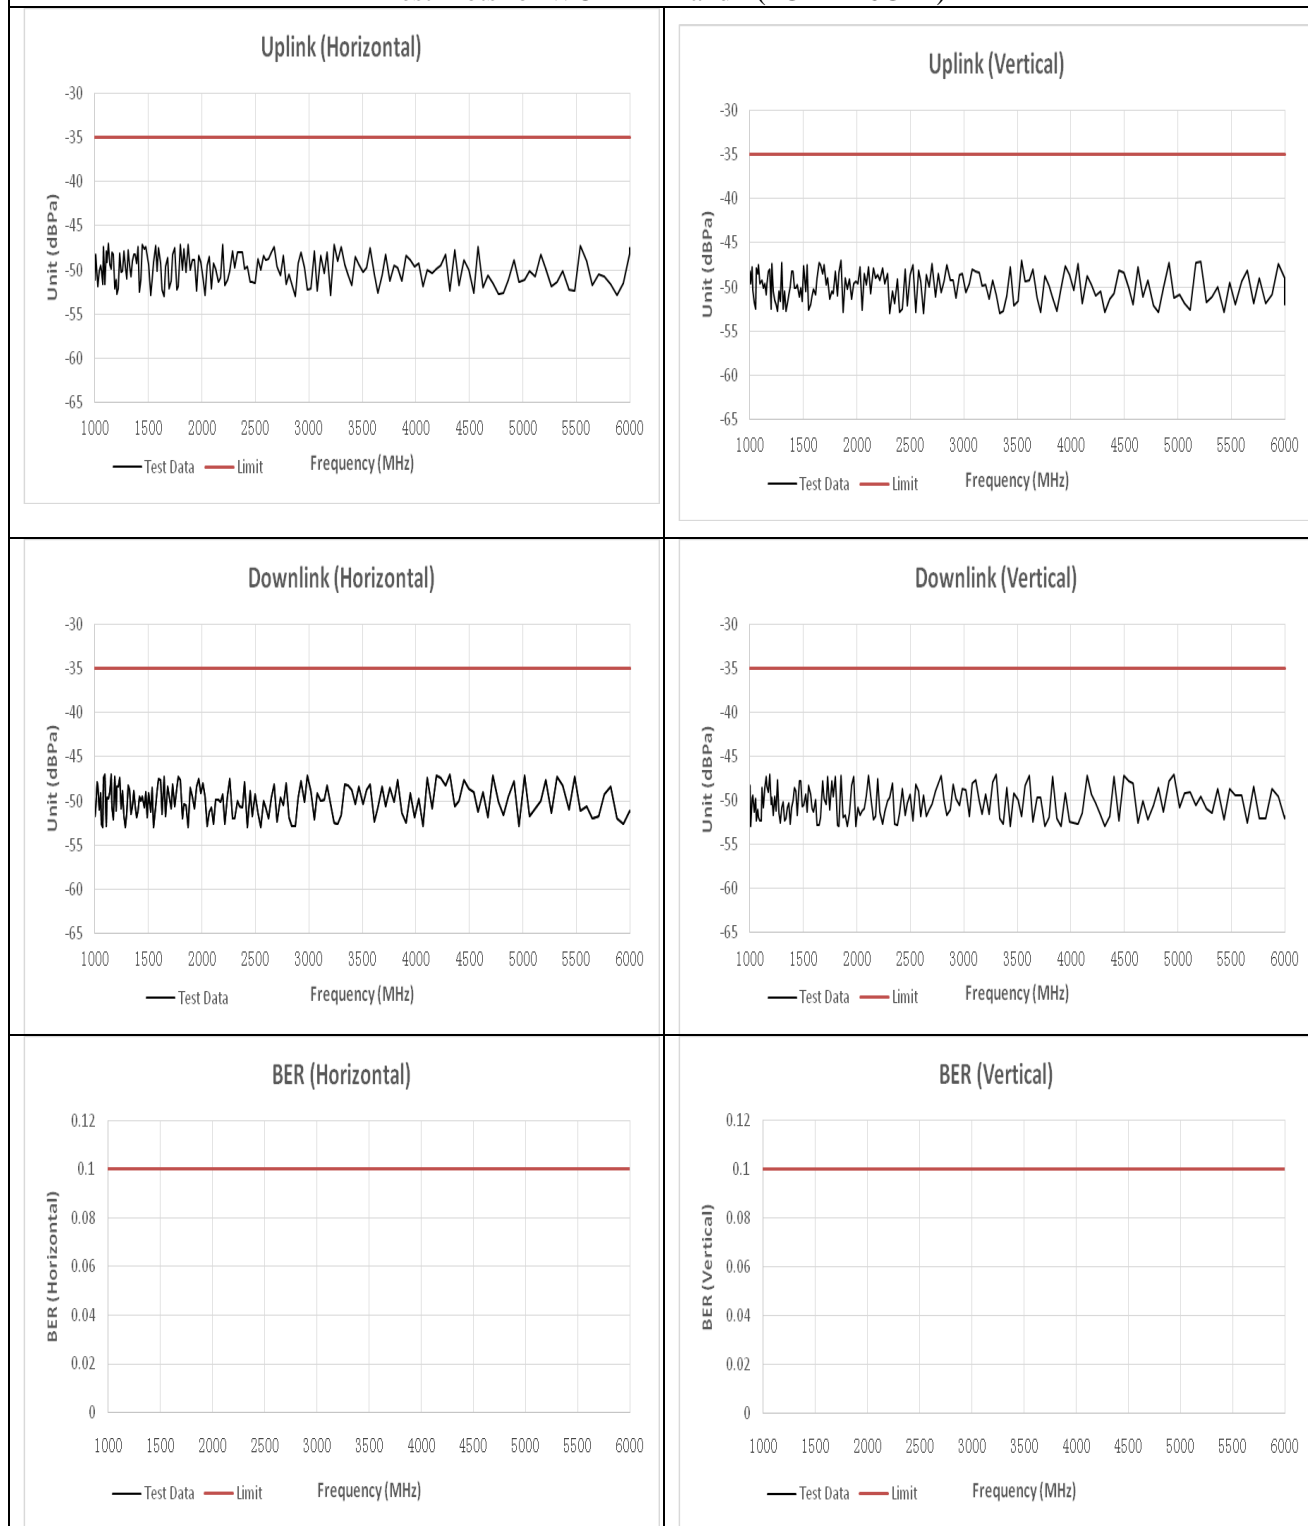 Uplink (Horizontal)
-30
-35
-40
-45
-50
-55
-60
-65
Unit (dBPa)
1000 1500 2000 2500 3000 3500 4000 4500 5000 5500 6000
Test Data Limit Frequency (MHz)
Uplink (Vertical)
-30
-35
-40
-45
-50
-55
-60
-65
Unit (dBPa)
1000 1500 2000 2500 3000 3500 4000 4500 5000 5500 6000
Test Data Limit Frequency (MHz)
Downlink (Horizontal)
-30
-35
-40
-45
-50
-55
-60
-65
Unit (dBPa)
1000 1500 2000 2500 3000 3500 4000 4500 5000 5500 6000
Test Data Frequency (MHz)
Downlink (Vertical)
-30
-35
-40
-45
-50
-55
-60
-65
Unit (dBPa)
1000 1500 2000 2500 3000 3500 4000 4500 5000 5500 6000
Test Data Limit Frequency (MHz)
BER (Horizontal)
0.12
0.1
0.08
0.06
0.04
0.02
0
BER (Horizontal)
1000 1500 2000 2500 3000 3500 4000 4500 5000 5500 6000
Test Data Limit Frequency (MHz)
BER (Vertical)
0.12
0.1
0.08
0.06
0.04
0.02
0
BER (Vertical)
1000 1500 2000 2500 3000 3500 4000 4500 5000 5500 6000
Test Data Limit Frequency (MHz)